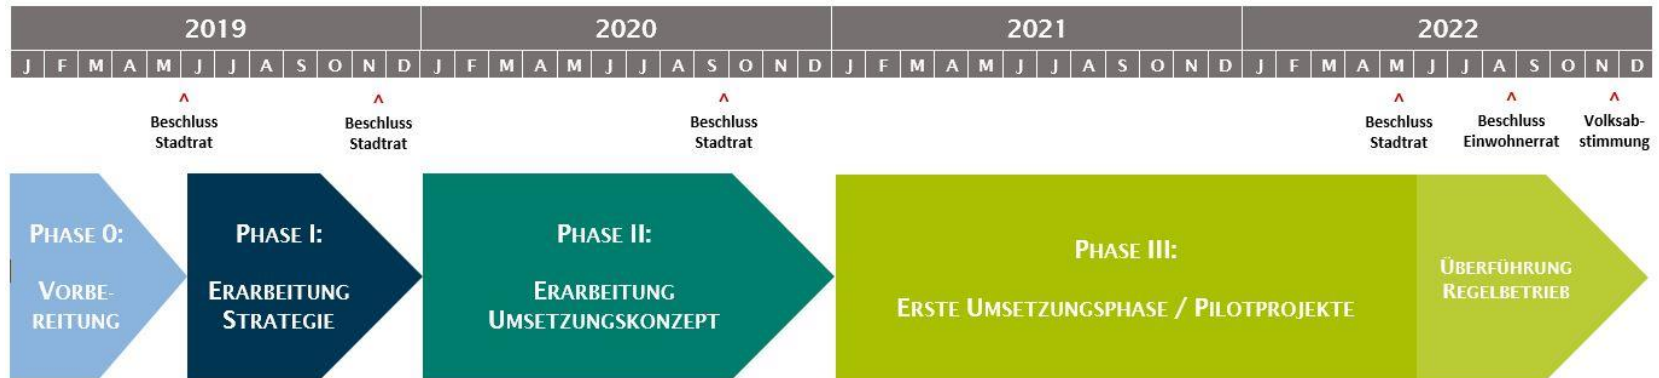 2019 2020 2021 2022
J F M A M J J A S O N D J F M A M J J A S O N D J F M A M J J A S O N D J F M A M J J A S O N D
^ ^ ^ ^ ^ ^
Beschluss
Stadtrat
Beschluss
Stadtrat
Beschluss
Stadtrat
Beschluss
Stadtrat
Beschluss
Einwohnerrat
Volksab-
stimmung
PHASE 0:
VORBE-
REITUNG
PHASE I:
ERARBEITUNG
STRATEGIE
PHASE II:
ERARBEITUNG
UMSETZUNGSKONZEPT
PHASE III:
ERSTE UMSETZUNGSPHASE / PILOTPROJEKTE
ÜBERFÜHRUNG
REGELBETRIEB